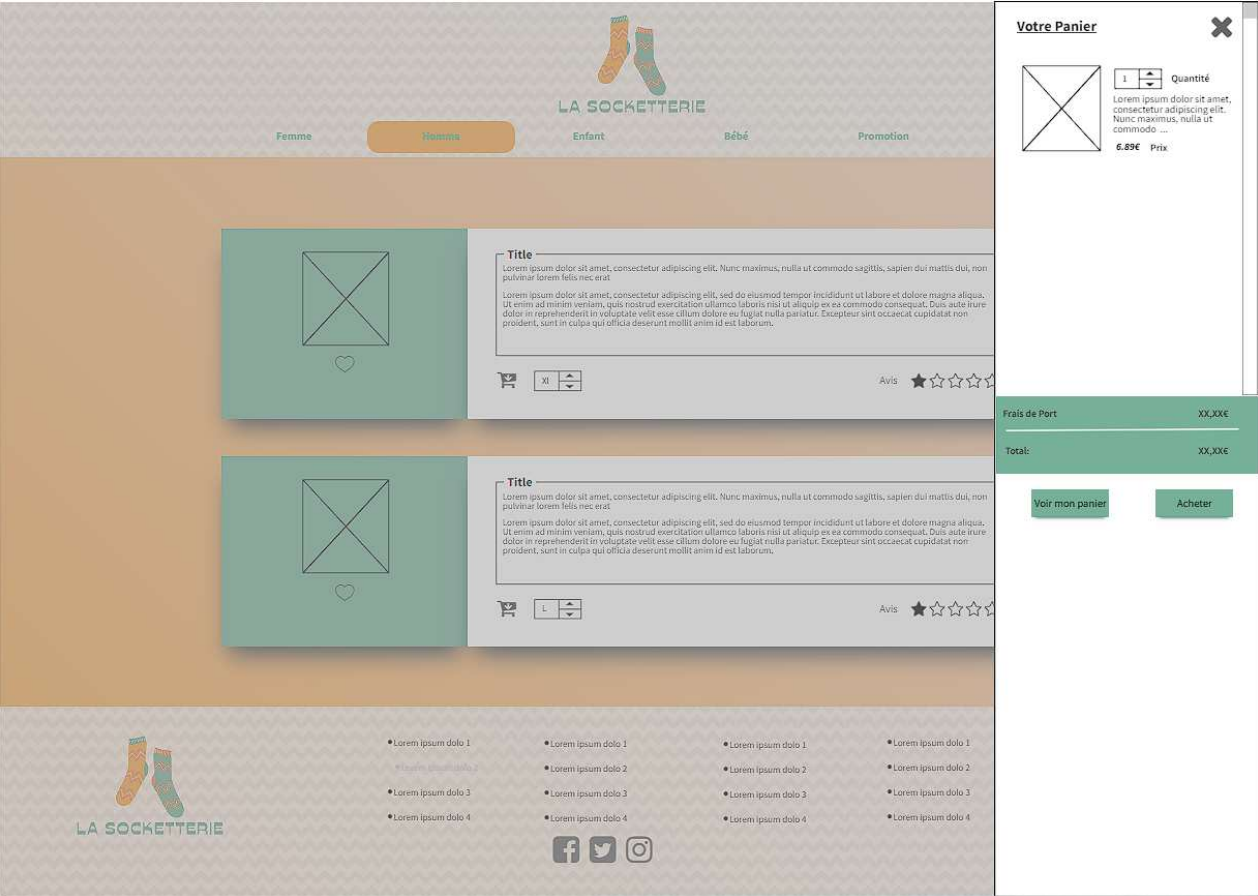 LA SOCKETTERIE
Femme
Homme
Enfant
Bébé
Promotion
Title
Lorem ipsum dolor sit amet, consectetur adipiscing elit. Nunc maximus, nulla ut commodo sagittis, sapien dui mattis dui, non
pulvinar lorem felis nec erat
Lorem ipsum dolor sit amet, consectetur adipiscing elit, sed do eiusmod tempor incididunt ut labore et dolore magna aliqua.
Ut enim ad minim veniam, quis nostrud exercitation ullamco laboris nisi ut aliquip ex ea commodo consequat. Duis aute irure
dolor in reprehenderit in voluptate velit esse cillum dolore eu fugiat nulla pariatur. Excepteur sint occaecat cupidatat non
proident, sunt in culpa qui officia deserunt mollit anim id est laborum.
Xl
Avis
Title
Lorem ipsum dolor sit amet, consectetur adipiscing elit. Nunc maximus, nulla ut commodo sagittis, sapien dui mattis dui, non
pulvinar lorem felis nec erat
Lorem ipsum dolor sit amet, consectetur adipiscing elit, sed do eiusmod tempor incididunt ut labore et dolore magna aliqua.
Ut enim ad minim veniam, quis nostrud exercitation ullamco laboris nisi ut aliquip ex ea commodo consequat. Duis aute irure
dolor in reprehenderit in voluptate velit esse cillum dolore eu fugiat nulla pariatur. Excepteur sint occaecat cupidatat non
proident, sunt in culpa qui officia deserunt mollit anim id est laborum.
L
Avis
Votre Panier
1 Quantité
Lorem ipsum dolor sit amet,
consectetur adipiscing elit.
Nunc maximus, nulla ut
commodo ...
6.89€ Prix
Frais de Port XX,XX€
Total: XX,XX€
Voir mon panier
Acheter
LA SOCKETTERIE
•Lorem ipsum dolo 1
•Lorem ipsum dolo 2
•Lorem ipsum dolo 3
•Lorem ipsum dolo 4
•Lorem ipsum dolo 1
•Lorem ipsum dolo 2
•Lorem ipsum dolo 3
•Lorem ipsum dolo 4
•Lorem ipsum dolo 1
•Lorem ipsum dolo 2
•Lorem ipsum dolo 3
•Lorem ipsum dolo 4
•Lorem ipsum dolo 1
•Lorem ipsum dolo 2
•Lorem ipsum dolo 3
•Lorem ipsum dolo 4